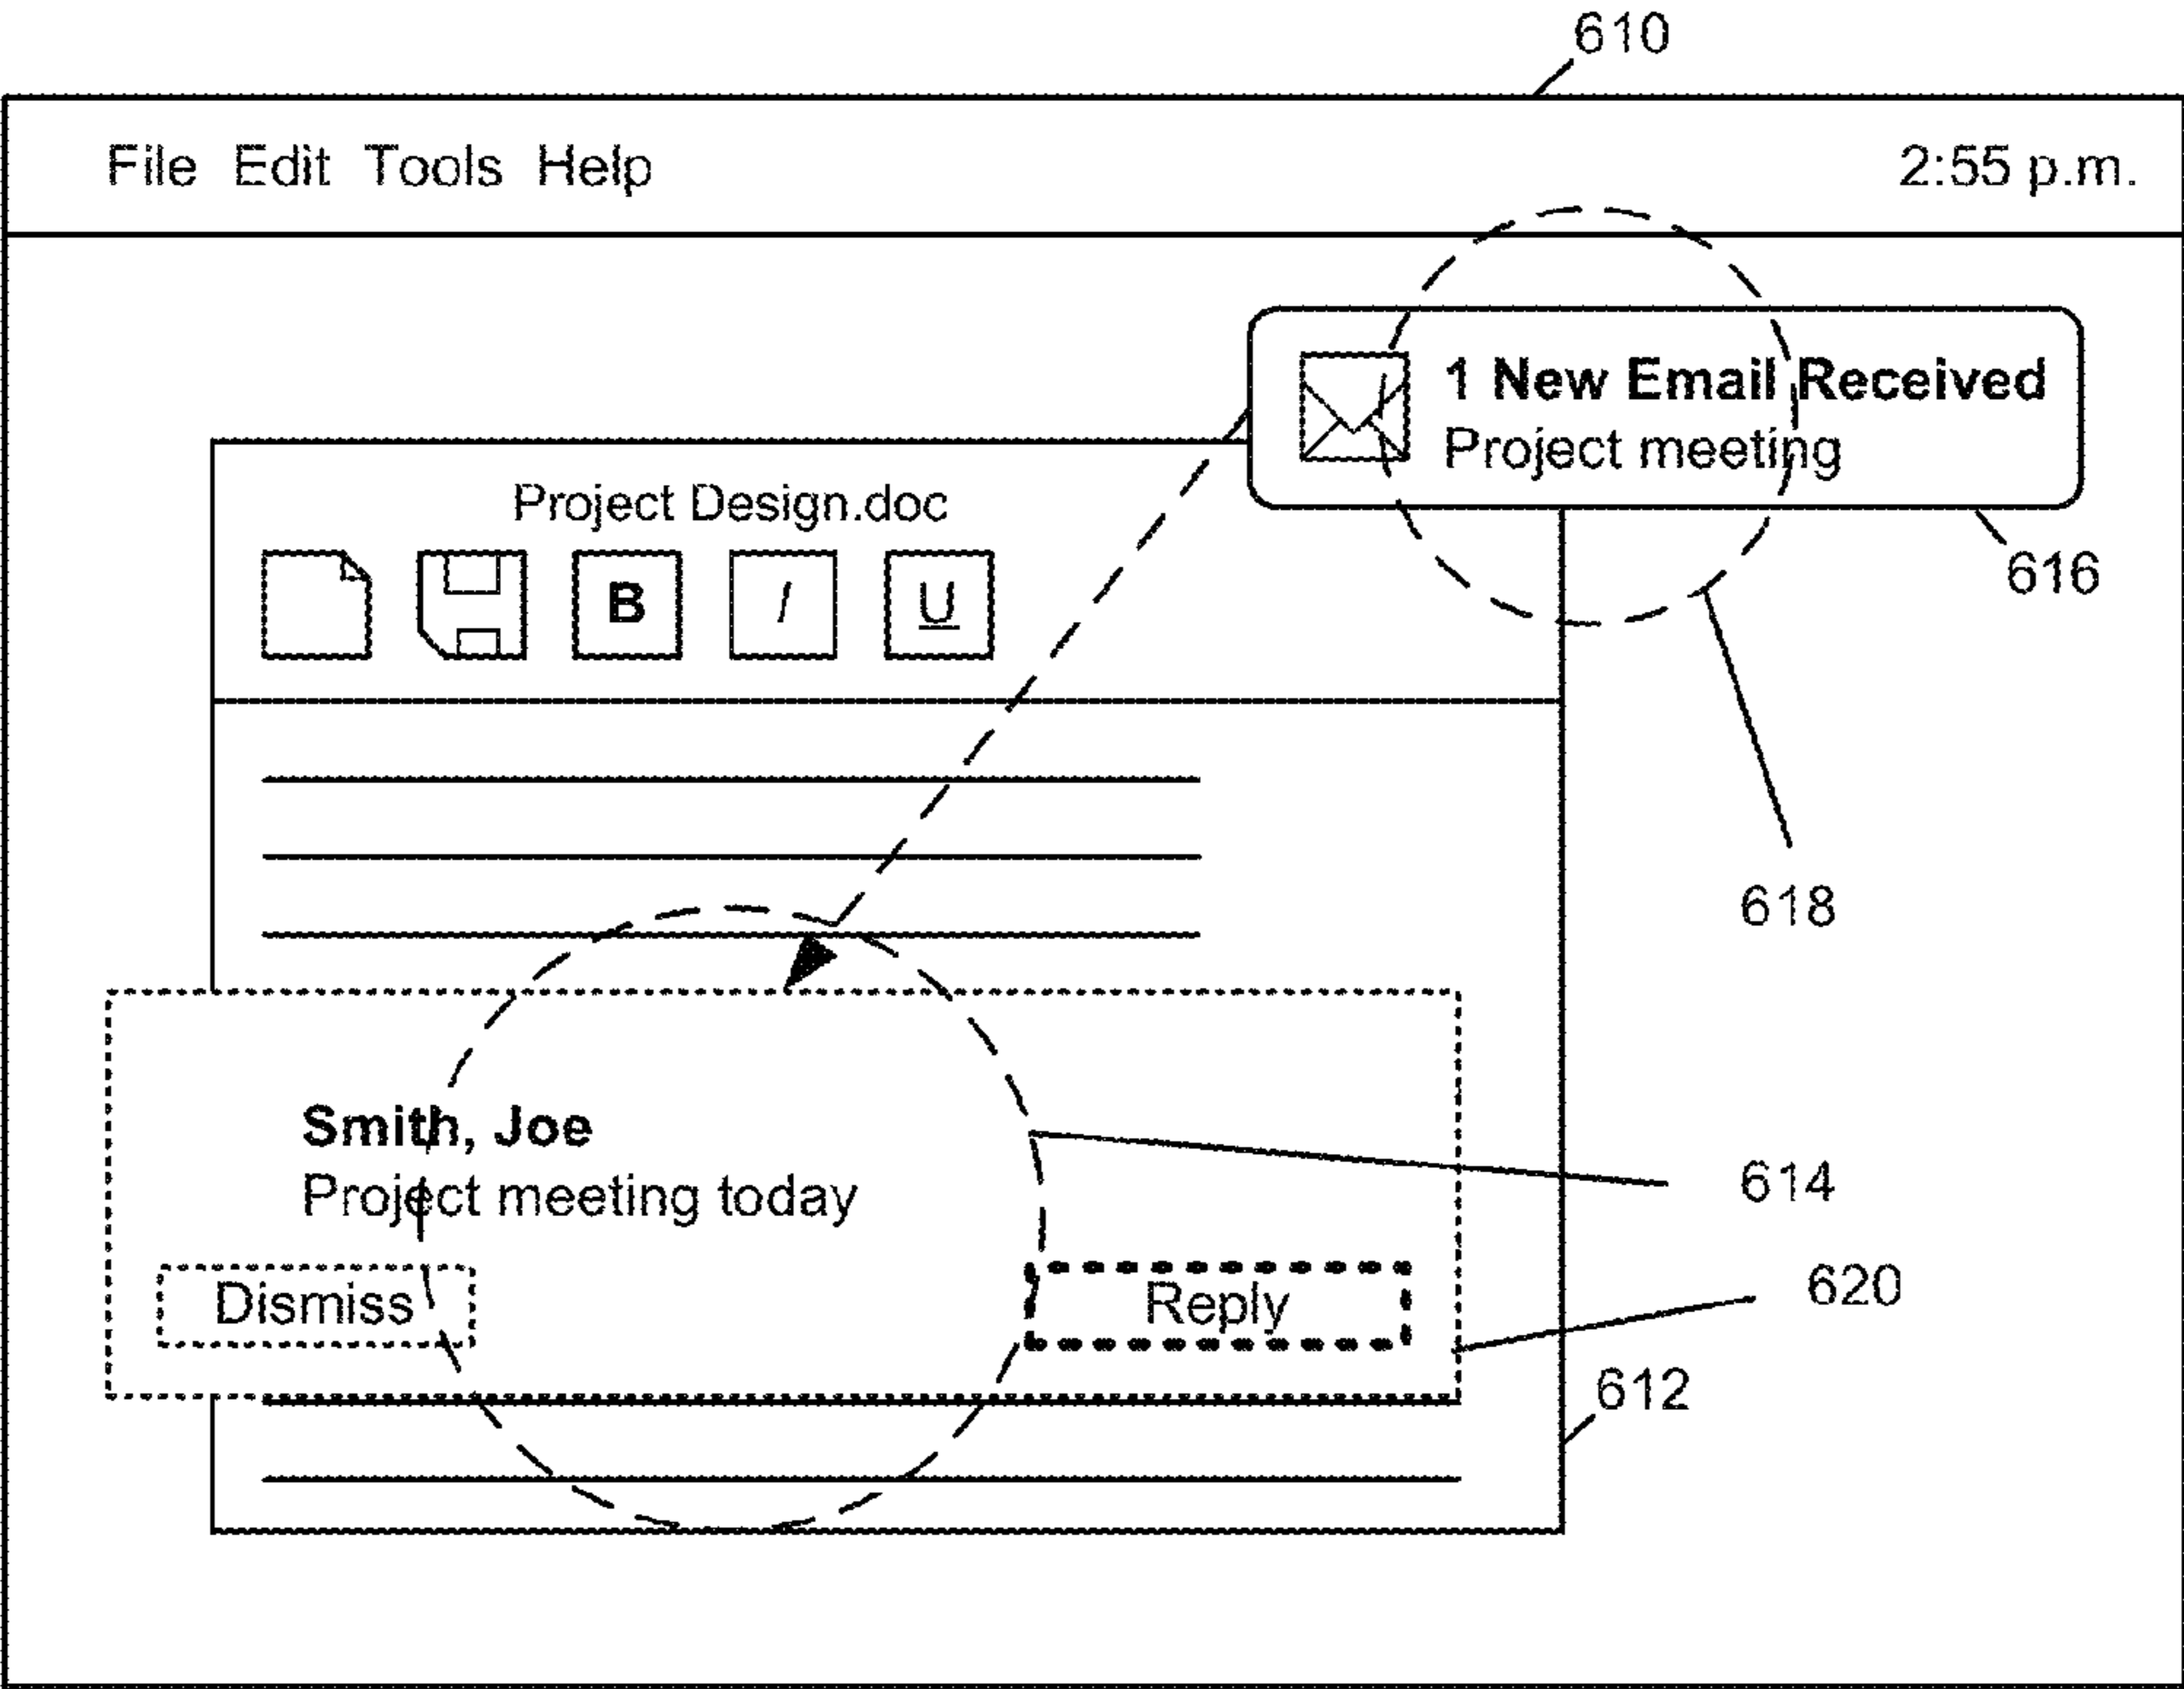 610
File Edit Tools Help 2:55 p.m.
1 New Email Received
Project meeting
616
Project Design.doc
B I U
618
Smith, Joe
Project meeting today
614
Dismiss Reply
620
612